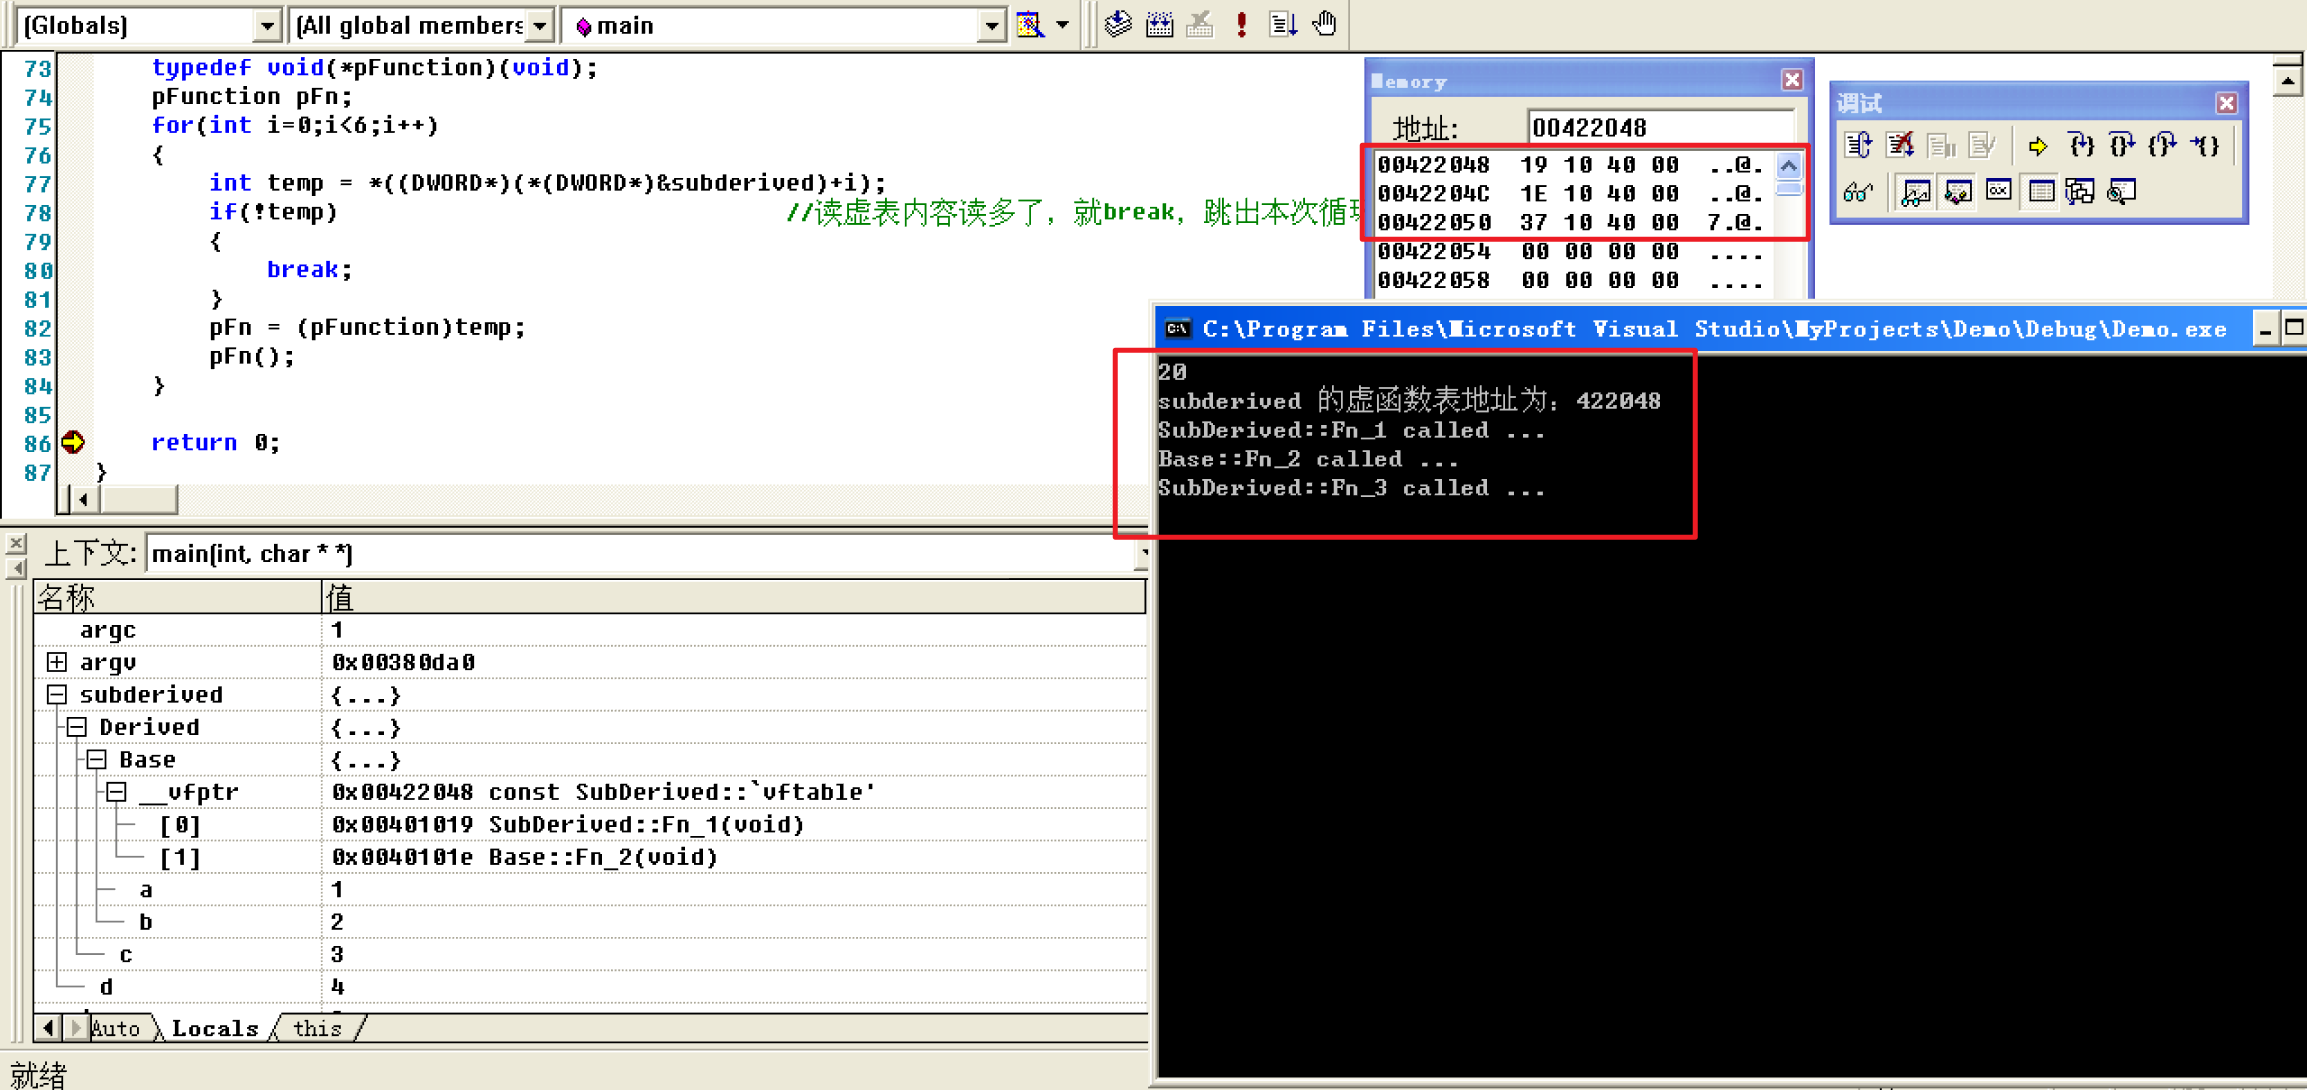 (Globals)
(All global members
main
73 typedef void(*pFunction)(void);
74 pFunction pFn;
75 for(int i=0;i<6;i++)
76 {
77 int temp = *((DWORD*)(*(DWORD*)&subderived)+i);
78 if(!temp) //读虚表内容读多了，就break，跳出本次循环
79 {
80 break;
81 }
82 pFn = (pFunction)temp;
83 pFn();
84 }
85
86 return 0;
87 }
Memory
地址: 00422048
00422048 19 10 40 00 ..@.
0042204C 1E 10 40 00 ..@.
00422050 37 10 40 00 7.@.
00422054 00 00 00 00 ....
00422058 00 00 00 00 ....
调试
C:\Program Files\Microsoft Visual Studio\MyProjects\Demo\Debug\Demo.exe
20
subderived 的虚函数表地址为：422048
SubDerived::Fn_1 called ...
Base::Fn_2 called ...
SubDerived::Fn_3 called ...
上下文: main(int, char * *)
名称 值
argc 1
argv 0x00380da0
subderived {...}
Derived {...}
Base {...}
__vfptr 0x00422048 const SubDerived::`vftable'
[0] 0x00401019 SubDerived::Fn_1(void)
[1] 0x0040101e Base::Fn_2(void)
a 1
b 2
c 3
d 4
Auto Locals this
就绪